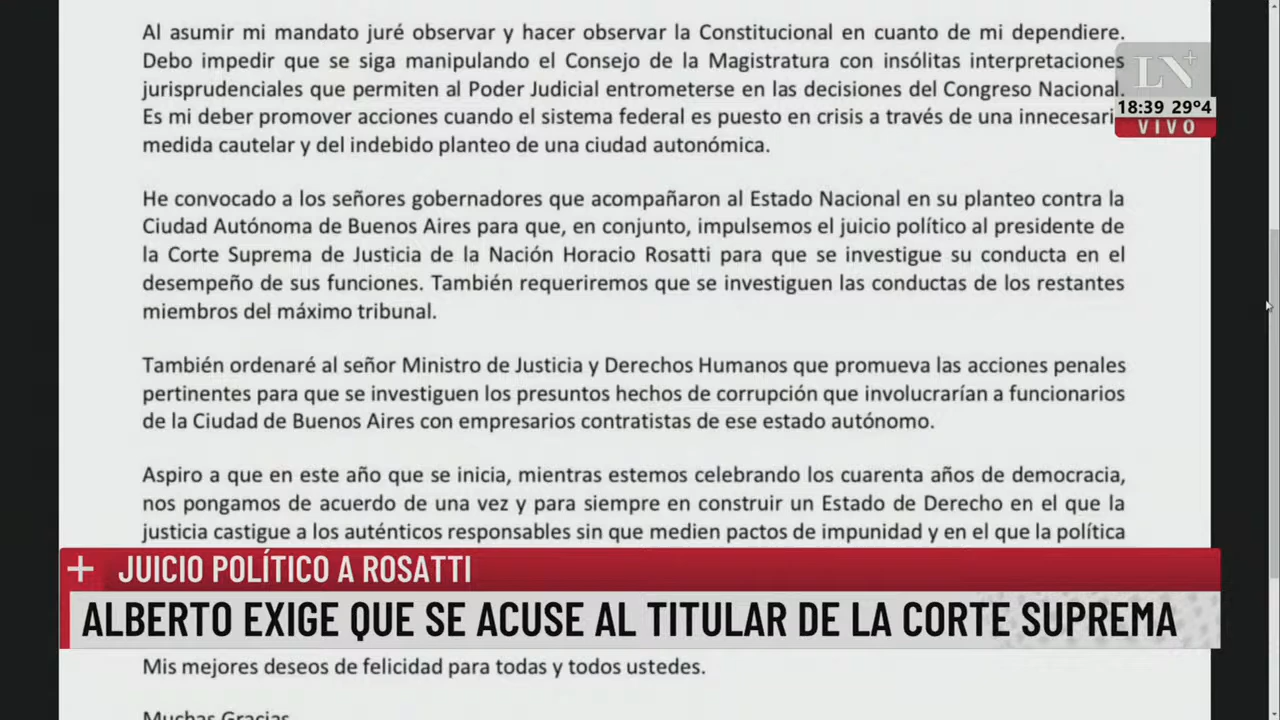 Al asumir mi mandato juré observar y hacer observar la Constitucional en cuanto de mi dependiere.
Debo impedir que se siga manipulando el Consejo de la Magistratura con insólitas interpretaciones
jurisprudenciales que permiten al Poder Judicial entrometerse en las decisiones del Congreso Nacional.
Es mi deber promover acciones cuando el sistema federal es puesto en crisis a través de una innecesari
medida cautelar y del indebido planteo de una ciudad autonómica.
LN+
18:39 29°4
VIVO
He convocado a los señores gobernadores que acompañaron al Estado Nacional en su planteo contra la
Ciudad Autónoma de Buenos Aires para que, en conjunto, impulsemos el juicio político al presidente de
la Corte Suprema de Justicia de la Nación Horacio Rosatti para que se investigue su conducta en el
desempeño de sus funciones. También requeriremos que se investiguen las conductas de los restantes
miembros del máximo tribunal.
También ordenaré al señor Ministro de Justicia y Derechos Humanos que promueva las acciones penales
pertinentes para que se investiguen los presuntos hechos de corrupción que involucrarían a funcionarios
de la Ciudad de Buenos Aires con empresarios contratistas de ese estado autónomo.
Aspiro a que en este año que se inicia, mientras estemos celebrando los cuarenta años de democracia,
nos pongamos de acuerdo de una vez y para siempre en construir un Estado de Derecho en el que la
justicia castigue a los auténticos responsables sin que medien pactos de impunidad y en el que la política
+ JUICIO POLÍTICO A ROSATTI
ALBERTO EXIGE QUE SE ACUSE AL TITULAR DE LA CORTE SUPREMA
Mis mejores deseos de felicidad para todas y todos ustedes.
Muchas Gracias